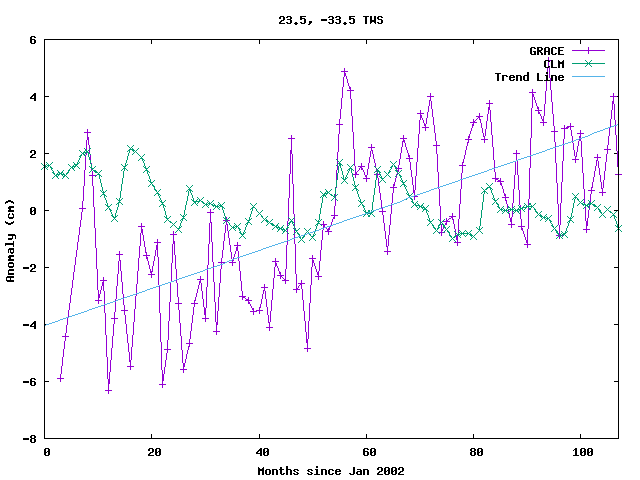 23.5, -33.5 TWS
GRACE
CLM
Trend Line
6
4
2
0
-2
-4
-6
-8
Anomaly (cm)
0 20 40 60 80 100
Months since Jan 2002